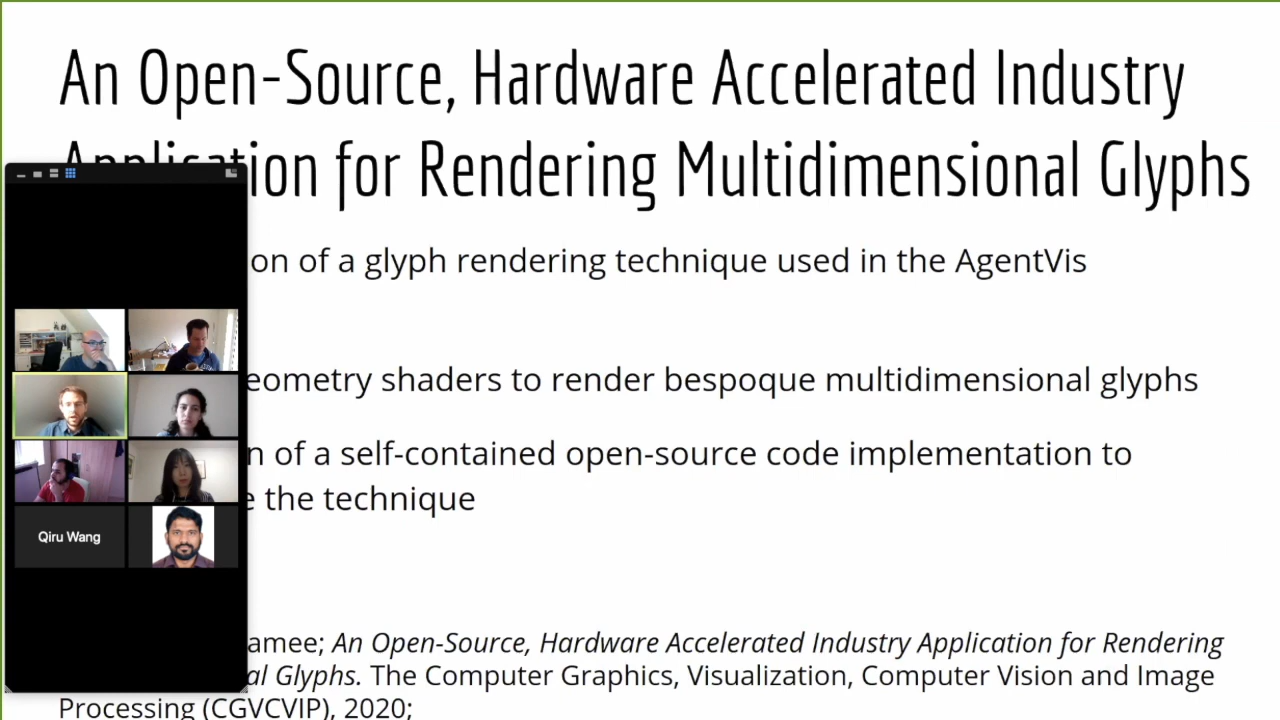 An Open-Source, Hardware Accelerated Industry
Application for Rendering Multidimensional Glyphs
on of a glyph rendering technique used in the AgentVis
eometry shaders to render bespoque multidimensional glyphs
n of a self-contained open-source code implementation to
e the technique
Qiru Wang
amee; An Open-Source, Hardware Accelerated Industry Application for Rendering
al Glyphs. The Computer Graphics, Visualization, Computer Vision and Image
Processing (CGVCVIP), 2020;